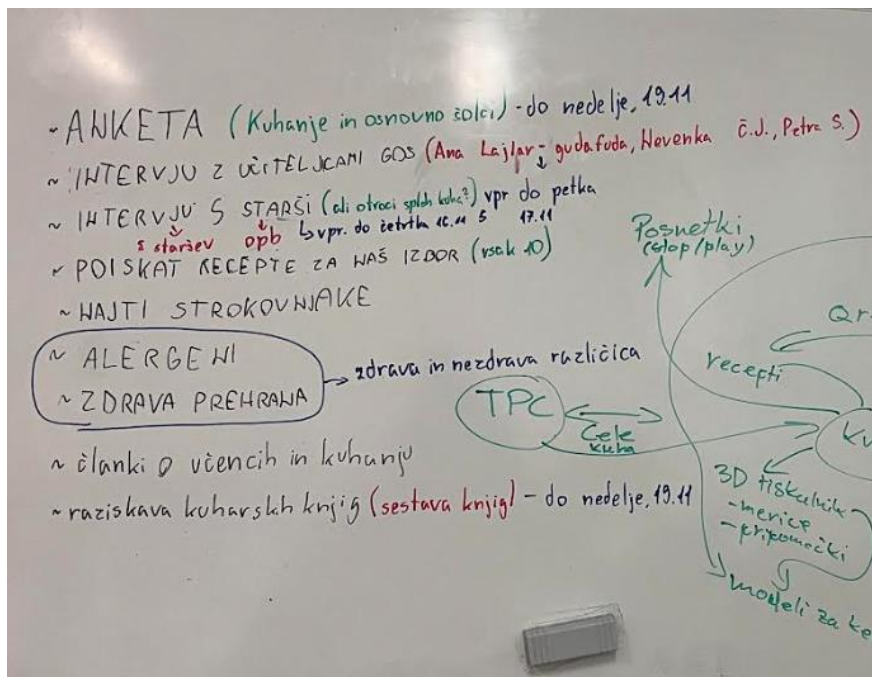 ~ ANKETA (Kuhanje in osnovno šolci) - do nedelje, 19.11
~ INTERVJU Z UČITELJICAMI GOS (Ana Lajlar - gudafuda, Nevenka Č.J., Petra S.)
~ INTERVJU S STARŠI (ali otroci sploh kuha?) vpr do petka 17.11
5 staršev opb ↳ vpr. do četrtka 16.11
~ POISKAT RECEPTE ZA NAŠ IZBOR (vsak 10)
~ NAJTI STROKOVNJAKE
~ ALERGENI
~ ZDRAVA PREHRANA
→ zdrava in nezdrava različica
~ članki o učencih in kuhanju
~ raziskava kuharskih knjig (sestava knjig) - do nedelje, 19.11
Posnetki
(stop/play)
Qr
recepti
TPC
Cele
kuha
Ku
3D tiskalnik
- merice
- pripomočki
modeli za ke